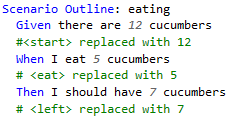 Scenario Outline: eating
Given there are 12 cucumbers
#<start> replaced with 12
When I eat 5 cucumbers
# <eat> replaced with 5
Then I should have 7 cucumbers
# <left> replaced with 7